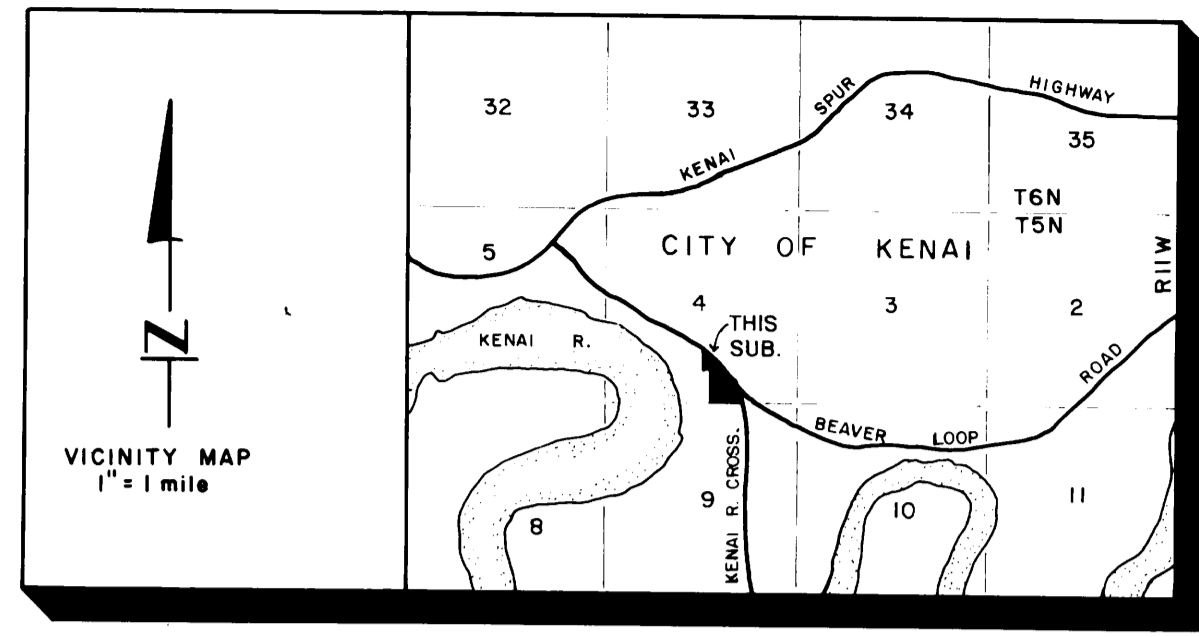 N
VICINITY MAP
1" = 1 mile
32
33
34
35
KENAI SPUR HIGHWAY
T6N
T5N
R11W
CITY OF KENAI
5
4
3
2
THIS
SUB.
KENAI R.
BEAVER LOOP ROAD
KENAI R. CROSS.
8
9
10
11